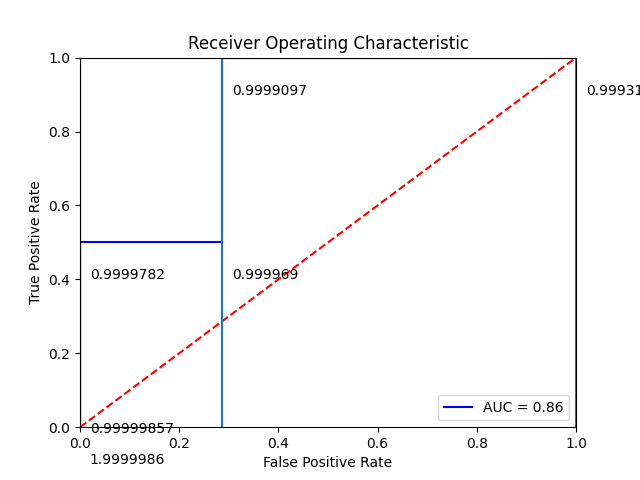 Receiver Operating Characteristic
1.0
0.9999097
0.99931
0.8
0.6
True Positive Rate
0.4
0.9999782
0.999969
0.2
AUC = 0.86
0.0
0.99999857
0.0 0.2 0.4 0.6 0.8 1.0
1.9999986
False Positive Rate